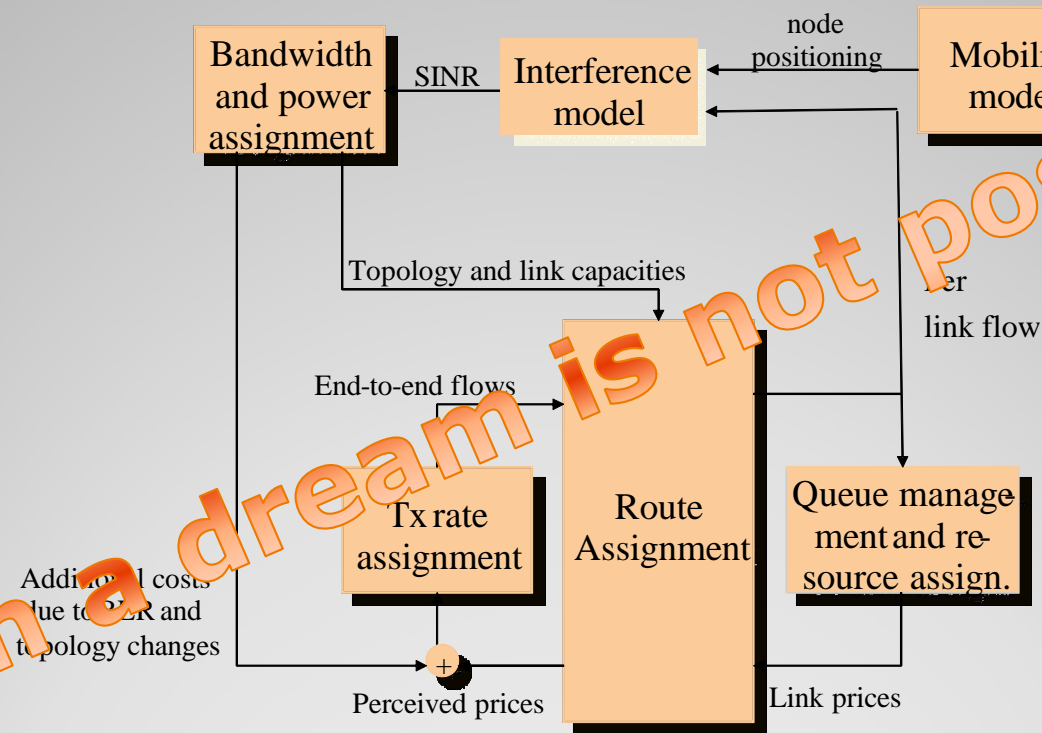 node
positioning
Bandwidth
and power
assignment
SINR
Interference
model
Topology and link capacities
link flow
End-to-end flows
Tx rate
assignment
Route
Assignment
Queue manage-
ment and re-
source assign.
costs
due to and
topology changes
+
Perceived prices
Link prices
a dream is not